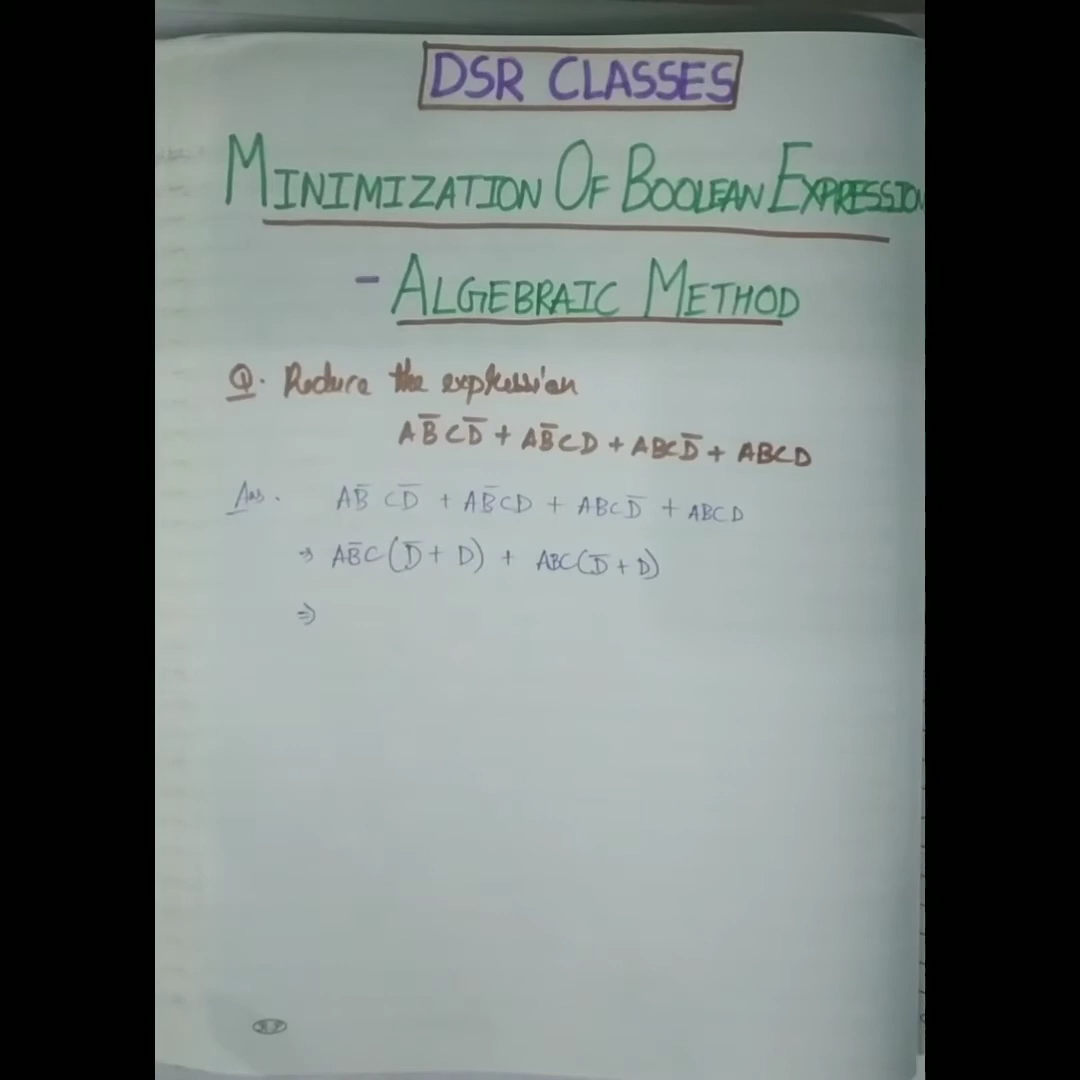 DSR CLASSES
MINIMIZATION OF BOOLEAN EXPRESSION
- ALGEBRAIC METHOD
Q. Reduce the expression
AB̅CD̅ + AB̅CD + ABCD̅ + ABCD
Ans. AB̅CD̅ + AB̅CD + ABCD̅ + ABCD
⇒ AB̅C(D̅ + D) + ABC(D̅ + D)
⇒